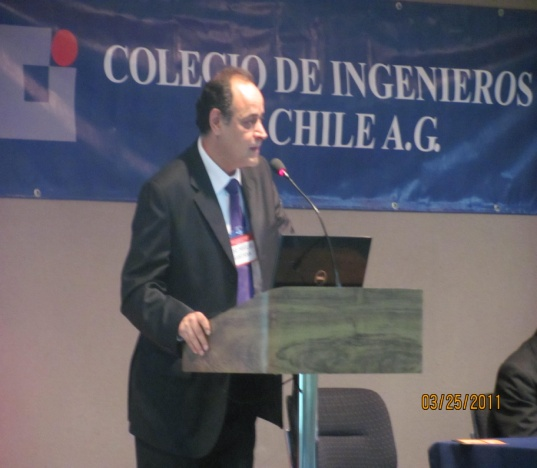 COLEGIO DE INGENIEROS
CHILE A.G.
03/25/2011